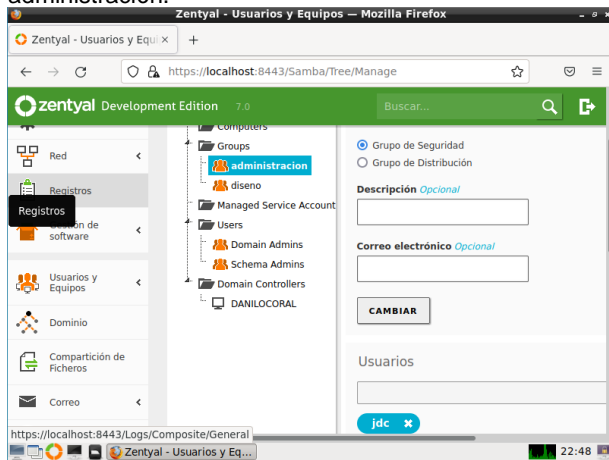 administración.
Zentyal - Usuarios y Equipos — Mozilla Firefox
Zentyal - Usuarios y Equi
https://localhost:8443/Samba/Tree/Manage
zentyal Development Edition 7.0
Buscar...
Computers
Red
Groups
administracion
diseno
Registros
Registros
Managed Service Account
Gestión de
software
Users
Domain Admins
Schema Admins
Usuarios y
Equipos
Domain Controllers
DANILOCORAL
Dominio
Compartición de
Ficheros
Correo
Grupo de Seguridad
Grupo de Distribución
Descripción Opcional
Correo electrónico Opcional
CAMBIAR
Usuarios
jdc x
https://localhost:8443/Logs/Composite/General
Zentyal - Usuarios y Eq...
22:48